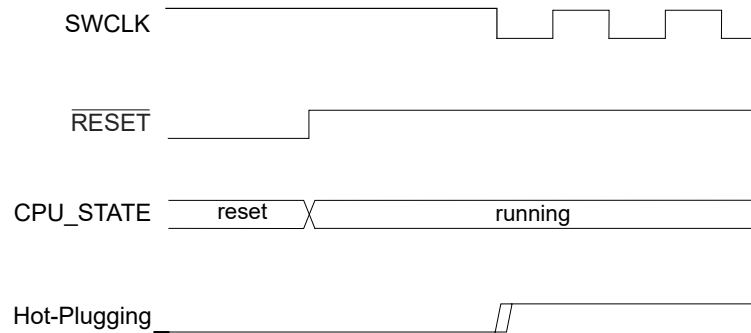 SWCLK
RESET
CPU_STATE reset running
Hot-Plugging